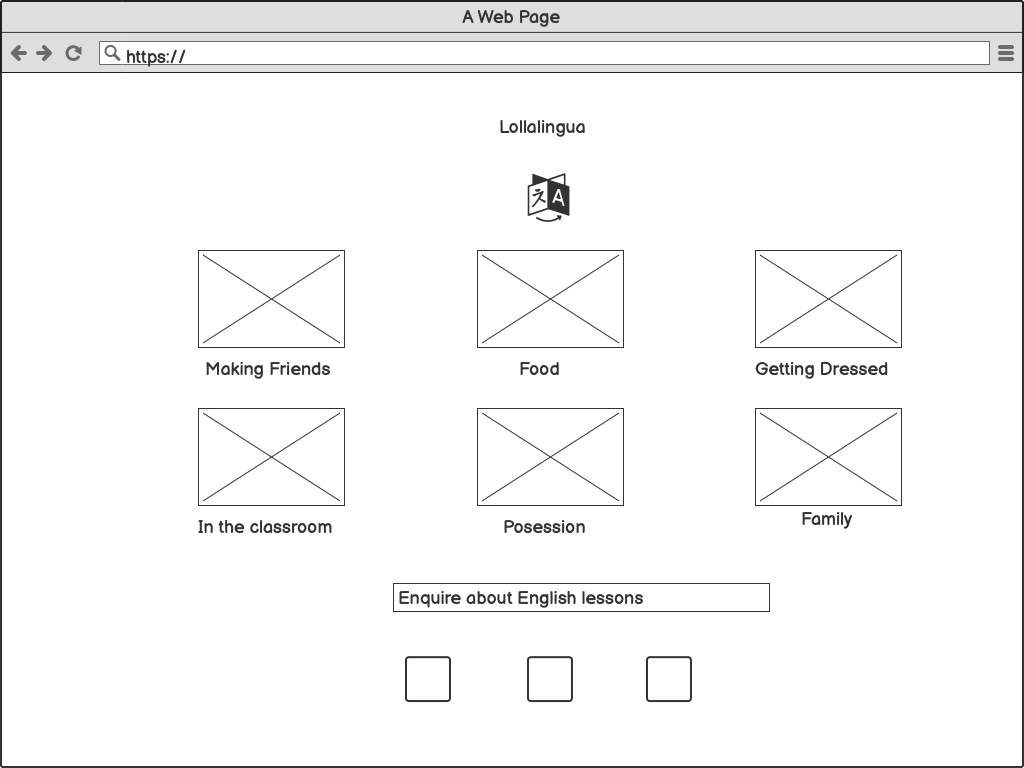 A Web Page
https://
Lollalingua
A
Making Friends
Food
Getting Dressed
In the classroom
Posession
Family
Enquire about English lessons